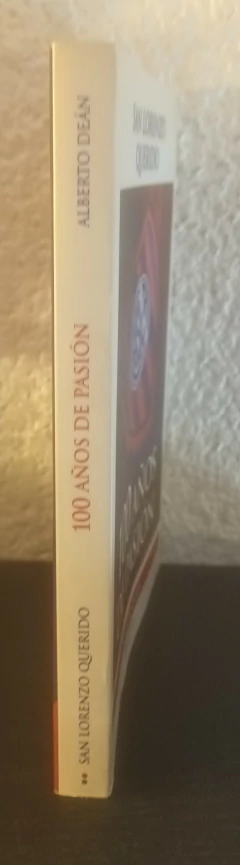 •• SAN LORENZO QUERIDO 100 AÑOS DE PASIÓN ALBERTO DEÁN
SAN LORENZO
QUERIDO